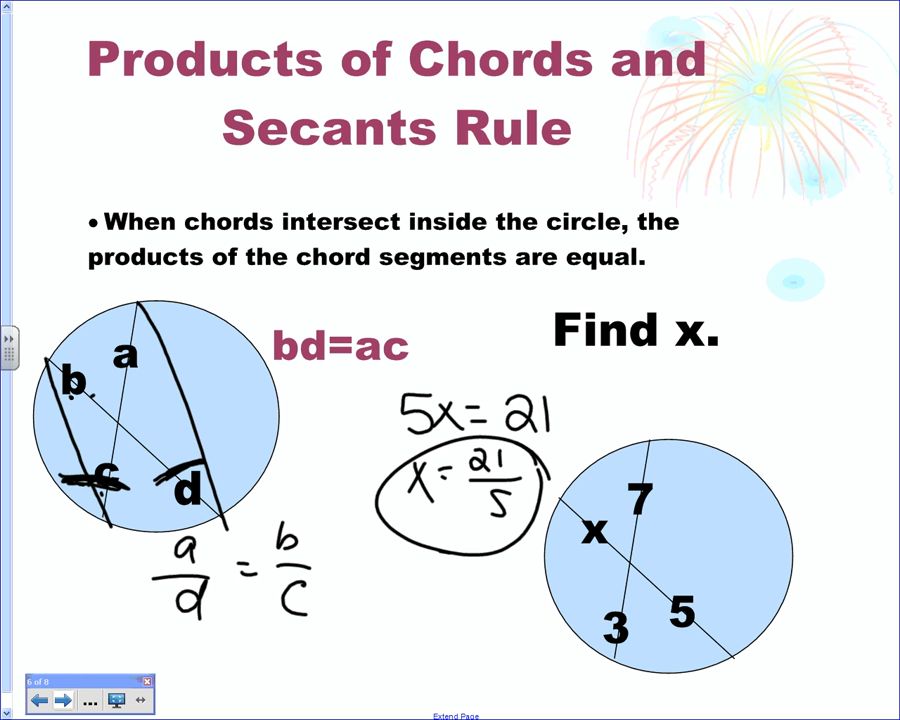 Products of Chords and
Secants Rule
• When chords intersect inside the circle, the
products of the chord segments are equal.
a
b
c
d
bd=ac
Find x.
5x = 21
x = 21/5
a/d = b/c
7
x
5
3
6 of 8
...
Extend Page